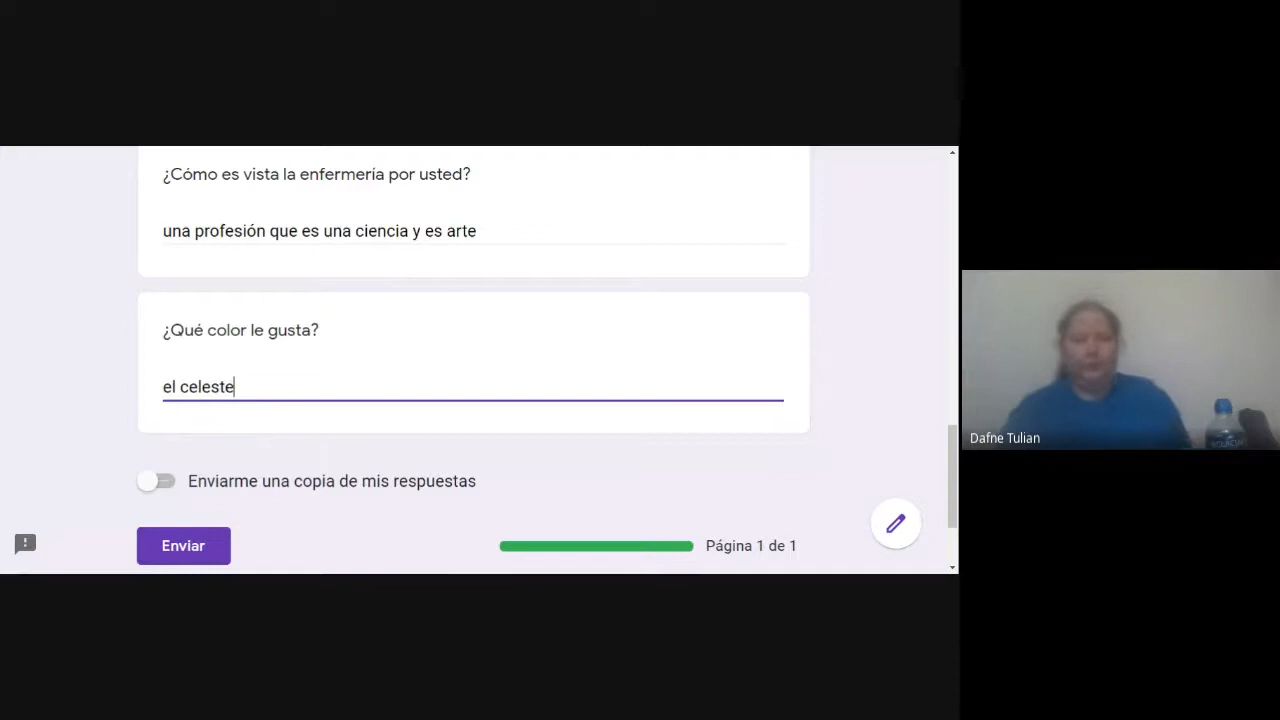 ¿Cómo es vista la enfermería por usted?
una profesión que es una ciencia y es arte
¿Qué color le gusta?
el celeste
Enviarme una copia de mis respuestas
Enviar
Página 1 de 1
Dafne Tulian